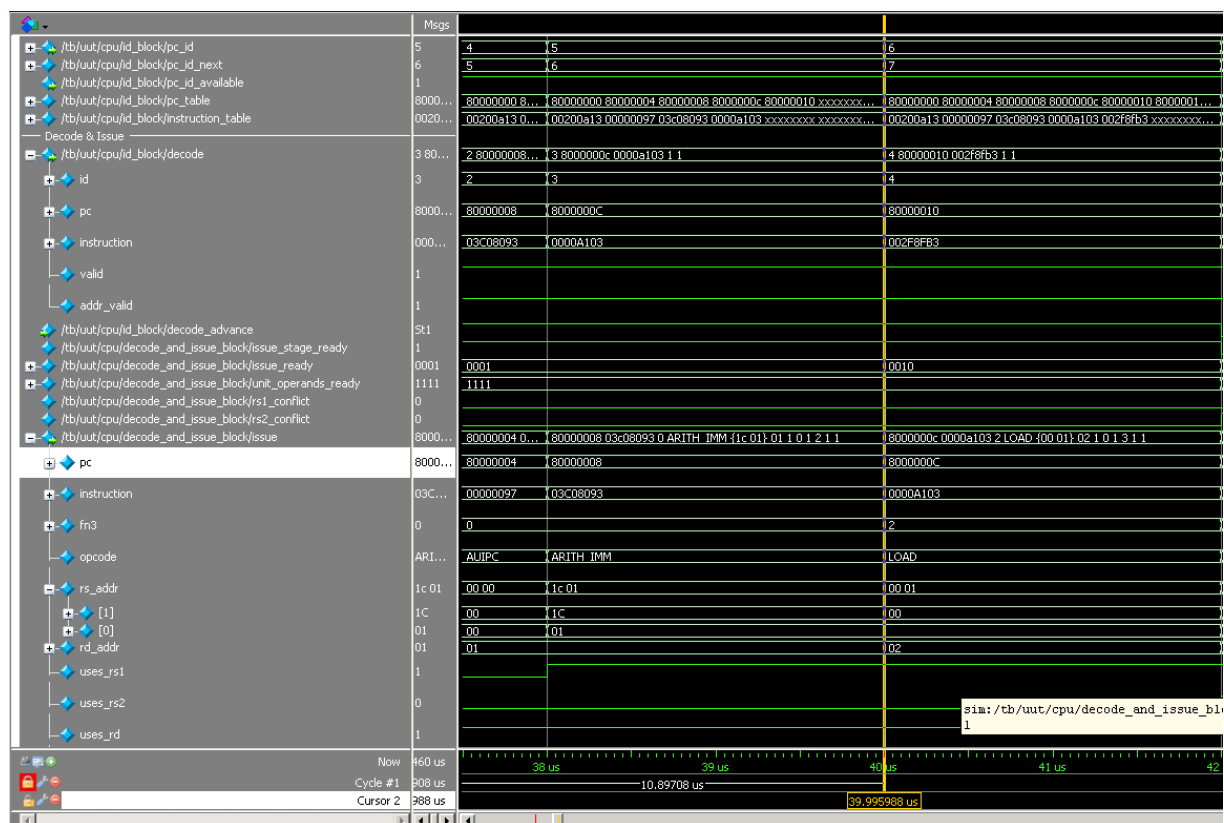 Msgs
/tb/uut/cpu/id_block/pc_id 5 4 5 6
/tb/uut/cpu/id_block/pc_id_next 6 5 6 7
/tb/uut/cpu/id_block/pc_id_available 1
/tb/uut/cpu/id_block/pc_table 8000... 80000000 8... 80000000 80000004 80000008 8000000c 80000010 xxxxxxx... 80000000 80000004 80000008 8000000c 80000010 8000001...
/tb/uut/cpu/id_block/instruction_table 0020... 00200a13 0... 00200a13 00000097 03c08093 0000a103 xxxxxxxx xxxxxxx... 00200a13 00000097 03c08093 0000a103 002f8fb3 xxxxxxxx...
Decode & Issue
/tb/uut/cpu/id_block/decode 3 80... 2 80000008... 3 8000000c 0000a103 1 1 4 80000010 002f8fb3 1 1
id 3 2 3 4
pc 8000... 80000008 8000000C 80000010
instruction 000... 03C08093 0000A103 002F8FB3
valid 1
addr_valid 1
/tb/uut/cpu/id_block/decode_advance St1
/tb/uut/cpu/decode_and_issue_block/issue_stage_ready 1
/tb/uut/cpu/decode_and_issue_block/issue_ready 0001 0001 0010
/tb/uut/cpu/decode_and_issue_block/unit_operands_ready 1111 1111
/tb/uut/cpu/decode_and_issue_block/rs1_conflict 0
/tb/uut/cpu/decode_and_issue_block/rs2_conflict 0
/tb/uut/cpu/decode_and_issue_block/issue 8000... 80000004 0... 80000008 03c08093 0 ARITH_IMM {1c 01} 01 1 0 1 2 1 1 8000000c 0000a103 2 LOAD {00 01} 02 1 0 1 3 1 1
pc 8000... 80000004 80000008 8000000C
instruction 03C... 00000097 03C08093 0000A103
fn3 0 0 2
opcode ARI... AUIPC ARITH_IMM LOAD
rs_addr 1c 01 00 00 1c 01 00 01
[1] 1C 00 1C 00
[0] 01 00 01
rd_addr 01 01 02
uses_rs1 1
uses_rs2 0
sim:/tb/uut/cpu/decode_and_issue_blo
1
uses_rd 1
Now 460 us 38 us 39 us 40 us 41 us 42
Cycle #1 908 us 10.89708 us
Cursor 2 988 us 39.995988 us